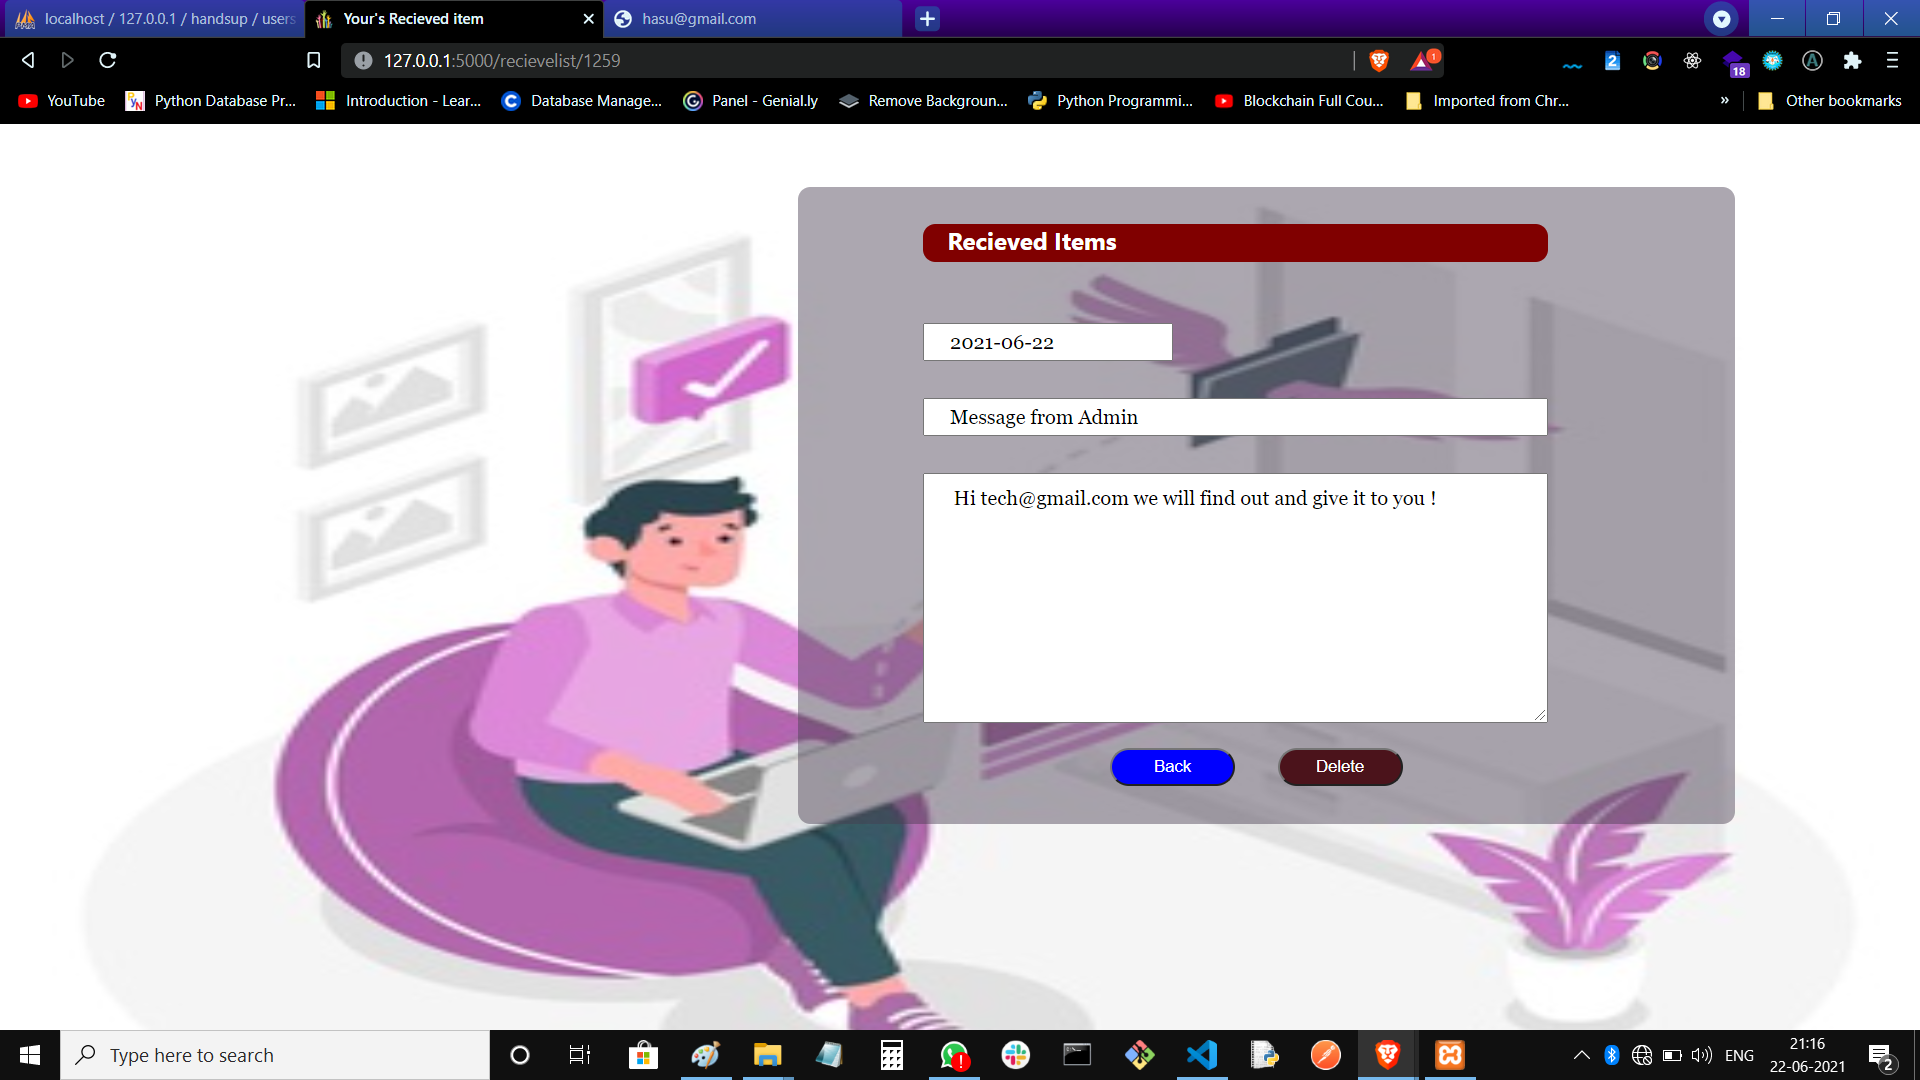 localhost / 127.0.0.1 / handsup / users
Your's Recieved item
hasu@gmail.com
127.0.0.1:5000/recievelist/1259
1
2
18
A
YouTube
Python Database Pr...
Introduction - Lear...
Database Manage...
Panel - Genial.ly
Remove Backgroun...
Python Programmi...
Blockchain Full Cou...
Imported from Chr...
»
Other bookmarks
Recieved Items
2021-06-22
Message from Admin
Hi tech@gmail.com we will find out and give it to you !
Back
Delete
Type here to search
ENG
21:16
22-06-2021
2